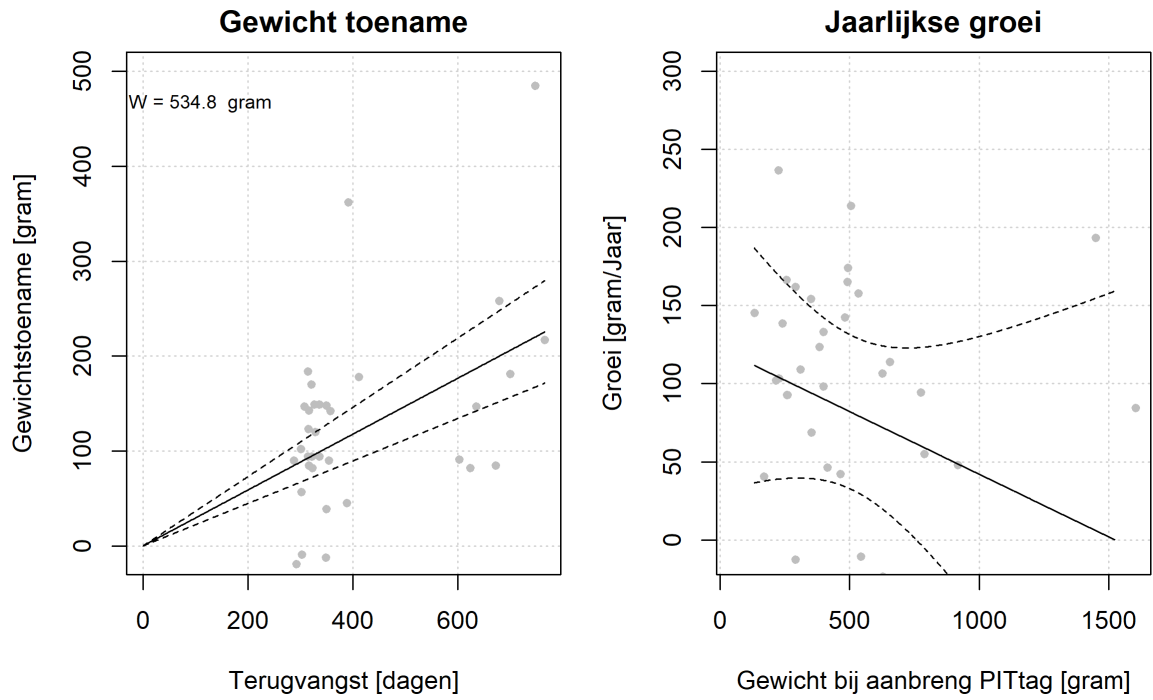 Gewicht toename
Gewichtstoename [gram]
500
400
300
200
100
0
W = 534.8  gram
0 200 400 600
Terugvangst [dagen]
Jaarlijkse groei
Groei [gram/Jaar]
300
250
200
150
100
50
0
0 500 1000 1500
Gewicht bij aanbreng PITtag [gram]